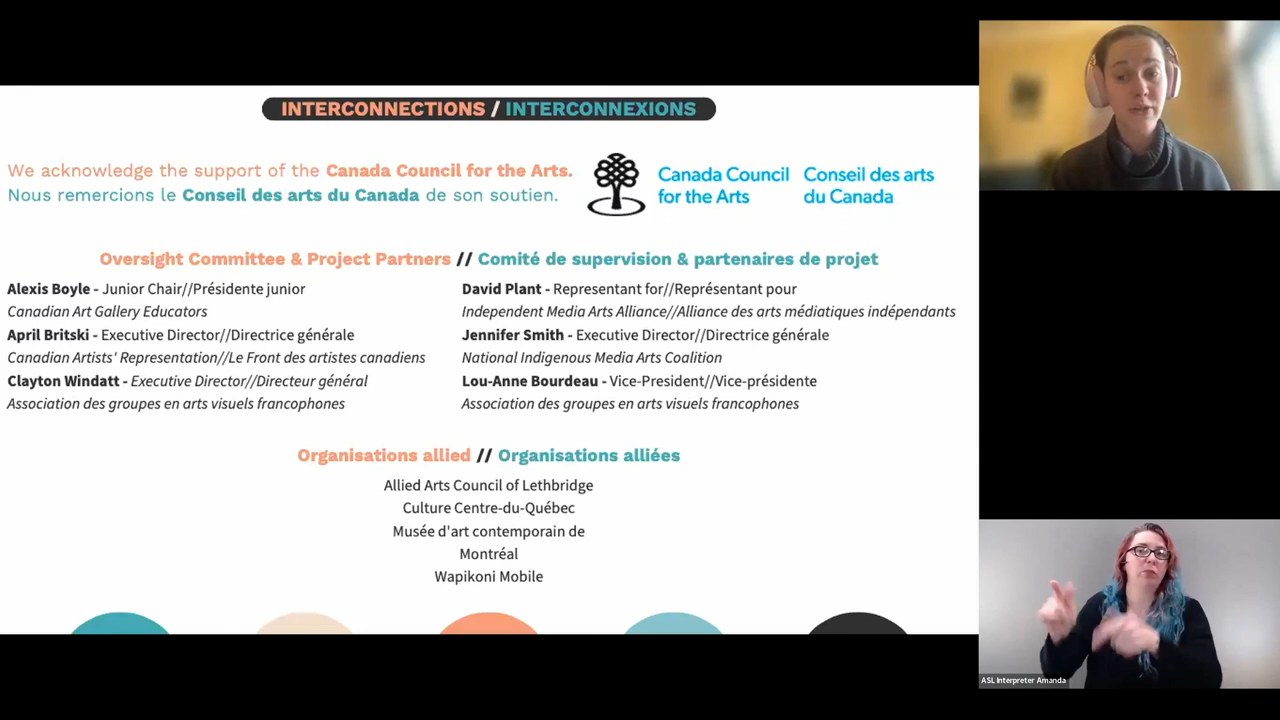 INTERCONNECTIONS / INTERCONNEXIONS
We acknowledge the support of the Canada Council for the Arts.
Nous remercions le Conseil des arts du Canada de son soutien.
Canada Council
for the Arts
Conseil des arts
du Canada
Oversight Committee & Project Partners // Comité de supervision & partenaires de projet
Alexis Boyle - Junior Chair//Présidente junior
Canadian Art Gallery Educators
April Britski - Executive Director//Directrice générale
Canadian Artists' Representation//Le Front des artistes canadiens
Clayton Windatt - Executive Director//Directeur général
Association des groupes en arts visuels francophones
David Plant - Representant for//Représentant pour
Independent Media Arts Alliance//Alliance des arts médiatiques indépendants
Jennifer Smith - Executive Director//Directrice générale
National Indigenous Media Arts Coalition
Lou-Anne Bourdeau - Vice-President//Vice-présidente
Association des groupes en arts visuels francophones
Organisations allied // Organisations alliées
Allied Arts Council of Lethbridge
Culture Centre-du-Québec
Musée d'art contemporain de
Montréal
Wapikoni Mobile
ASL Interpreter Amanda